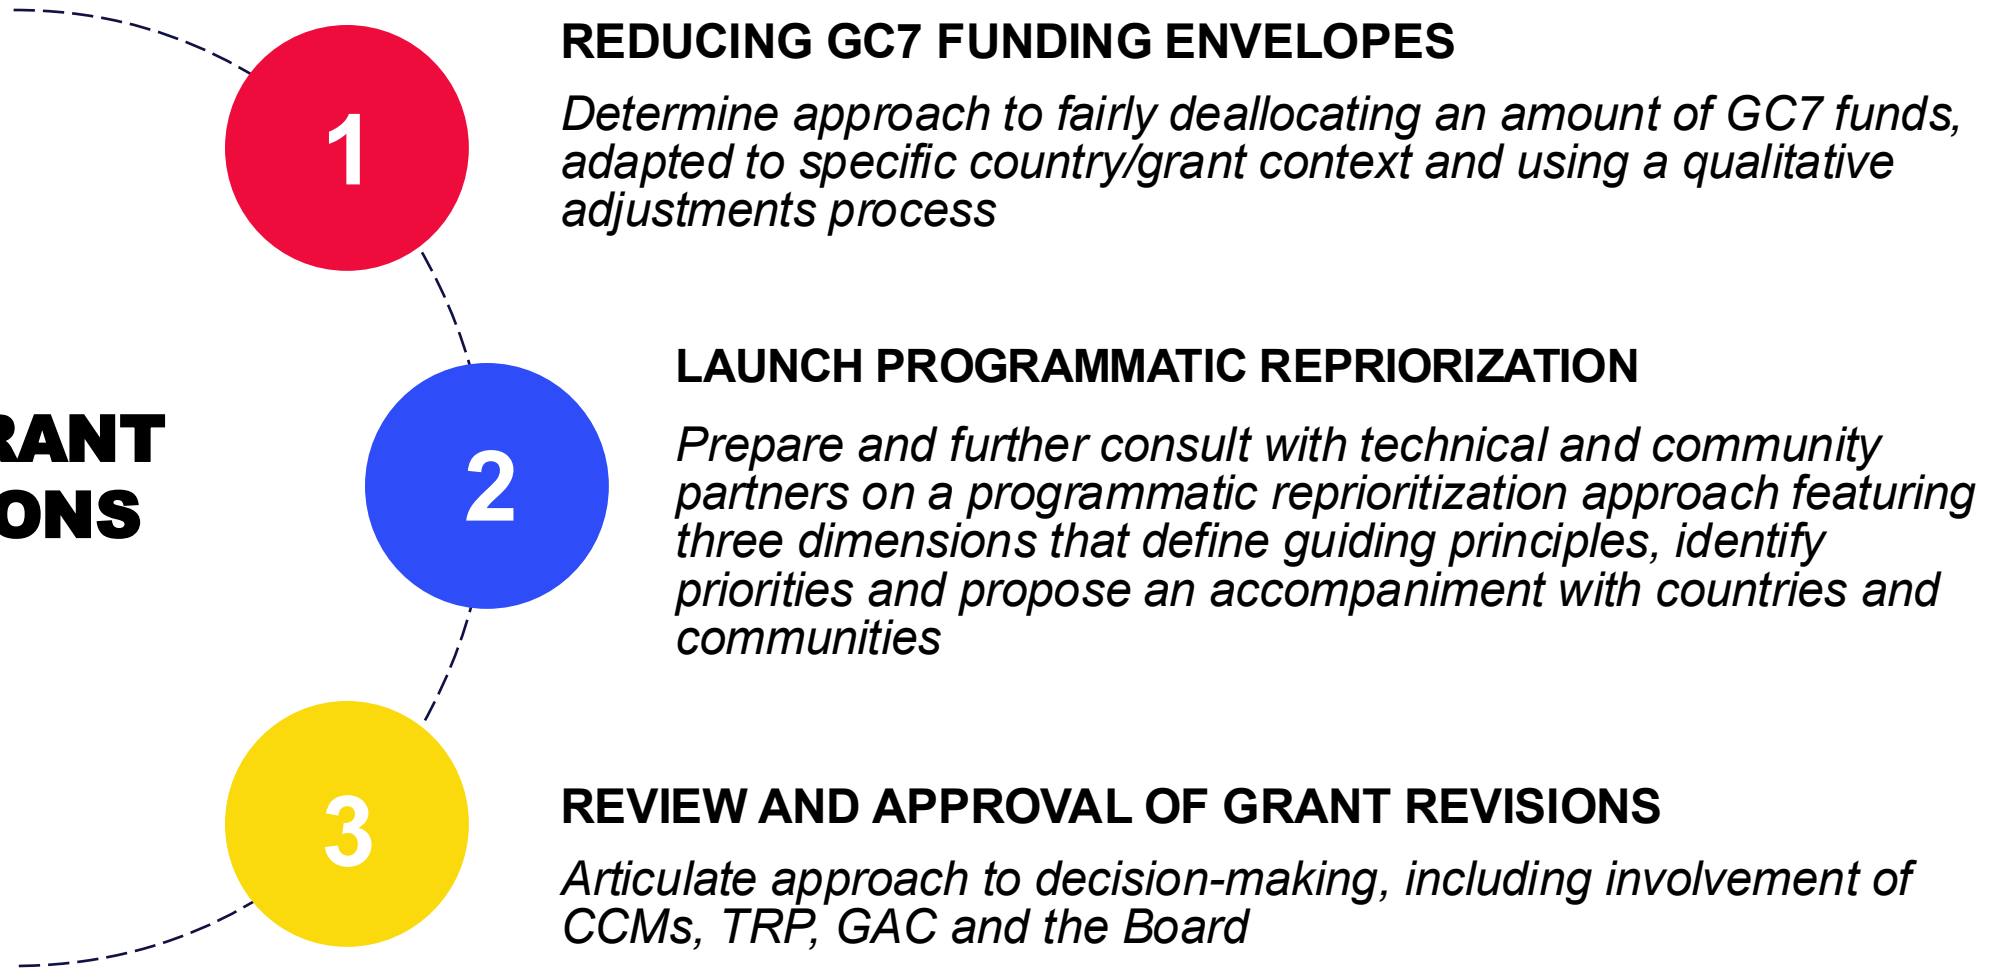 1
REDUCING GC7 FUNDING ENVELOPES
Determine approach to fairly deallocating an amount of GC7 funds,
adapted to specific country/grant context and using a qualitative
adjustments process
RANT
ONS
2
LAUNCH PROGRAMMATIC REPRIORIZATION
Prepare and further consult with technical and community
partners on a programmatic reprioritization approach featuring
three dimensions that define guiding principles, identify
priorities and propose an accompaniment with countries and
communities
3
REVIEW AND APPROVAL OF GRANT REVISIONS
Articulate approach to decision-making, including involvement of
CCMs, TRP, GAC and the Board